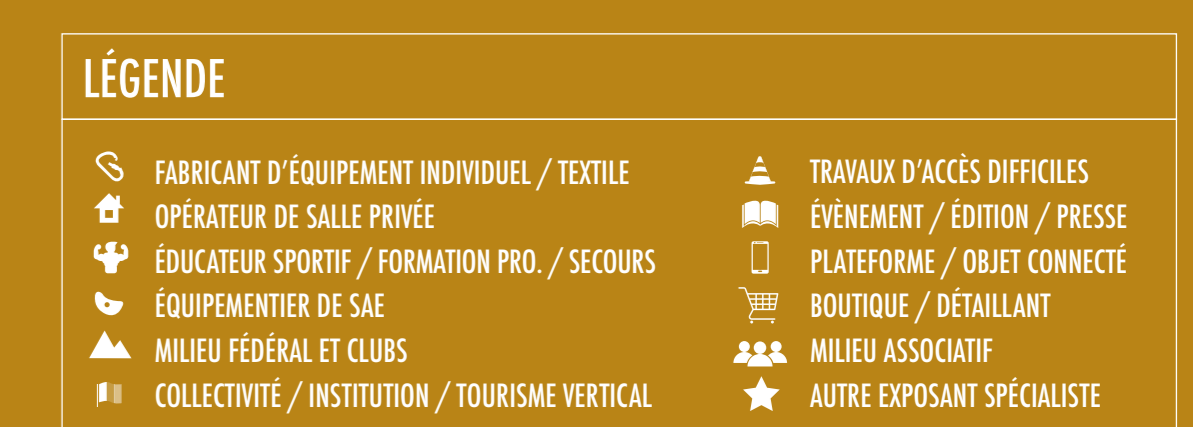 LÉGENDE
FABRICANT D'ÉQUIPEMENT INDIVIDUEL / TEXTILE
OPÉRATEUR DE SALLE PRIVÉE
ÉDUCATEUR SPORTIF / FORMATION PRO. / SECOURS
ÉQUIPEMENTIER DE SAE
MILIEU FÉDÉRAL ET CLUBS
COLLECTIVITÉ / INSTITUTION / TOURISME VERTICAL
TRAVAUX D'ACCÈS DIFFICILES
ÉVÈNEMENT / ÉDITION / PRESSE
PLATEFORME / OBJET CONNECTÉ
BOUTIQUE / DÉTAILLANT
MILIEU ASSOCIATIF
AUTRE EXPOSANT SPÉCIALISTE